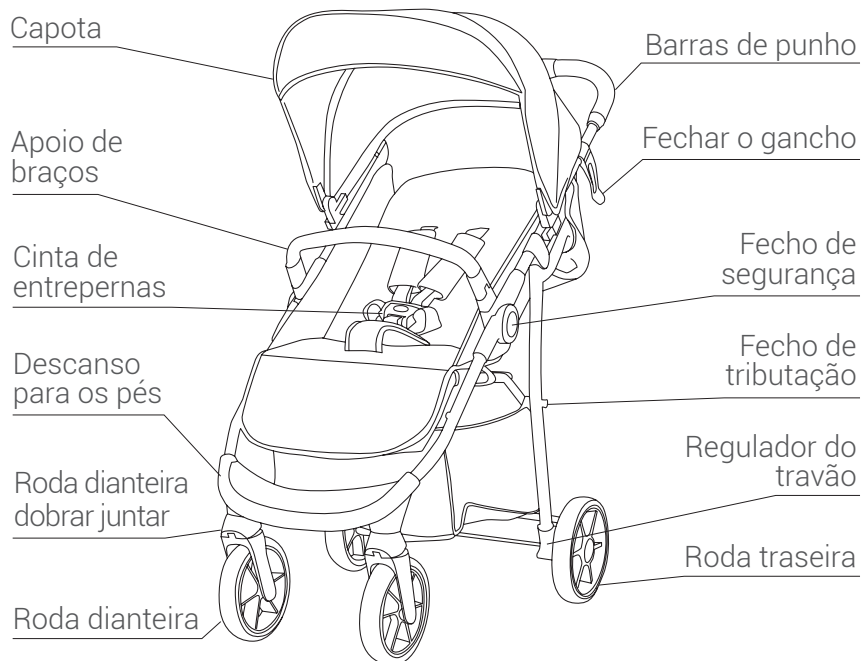 Capota
Apoio de
braços
Cinta de
entrepernas
Descanso
para os pés
Roda dianteira
dobrar juntar
Roda dianteira
Barras de punho
Fechar o gancho
Fecho de
segurança
Fecho de
tributação
Regulador do
travão
Roda traseira